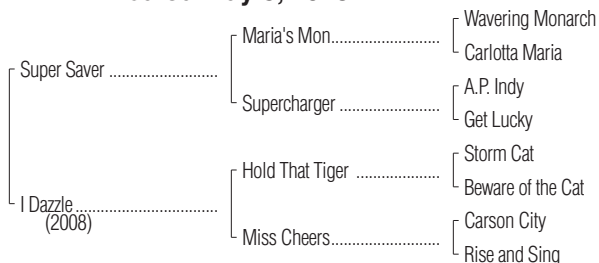 Wavering Monarch
Maria's Mon
Carlotta Maria
Super Saver
A.P. Indy
Supercharger
Get Lucky
Storm Cat
Hold That Tiger
Beware of the Cat
I Dazzle
(2008)
Carson City
Miss Cheers
Rise and Sing